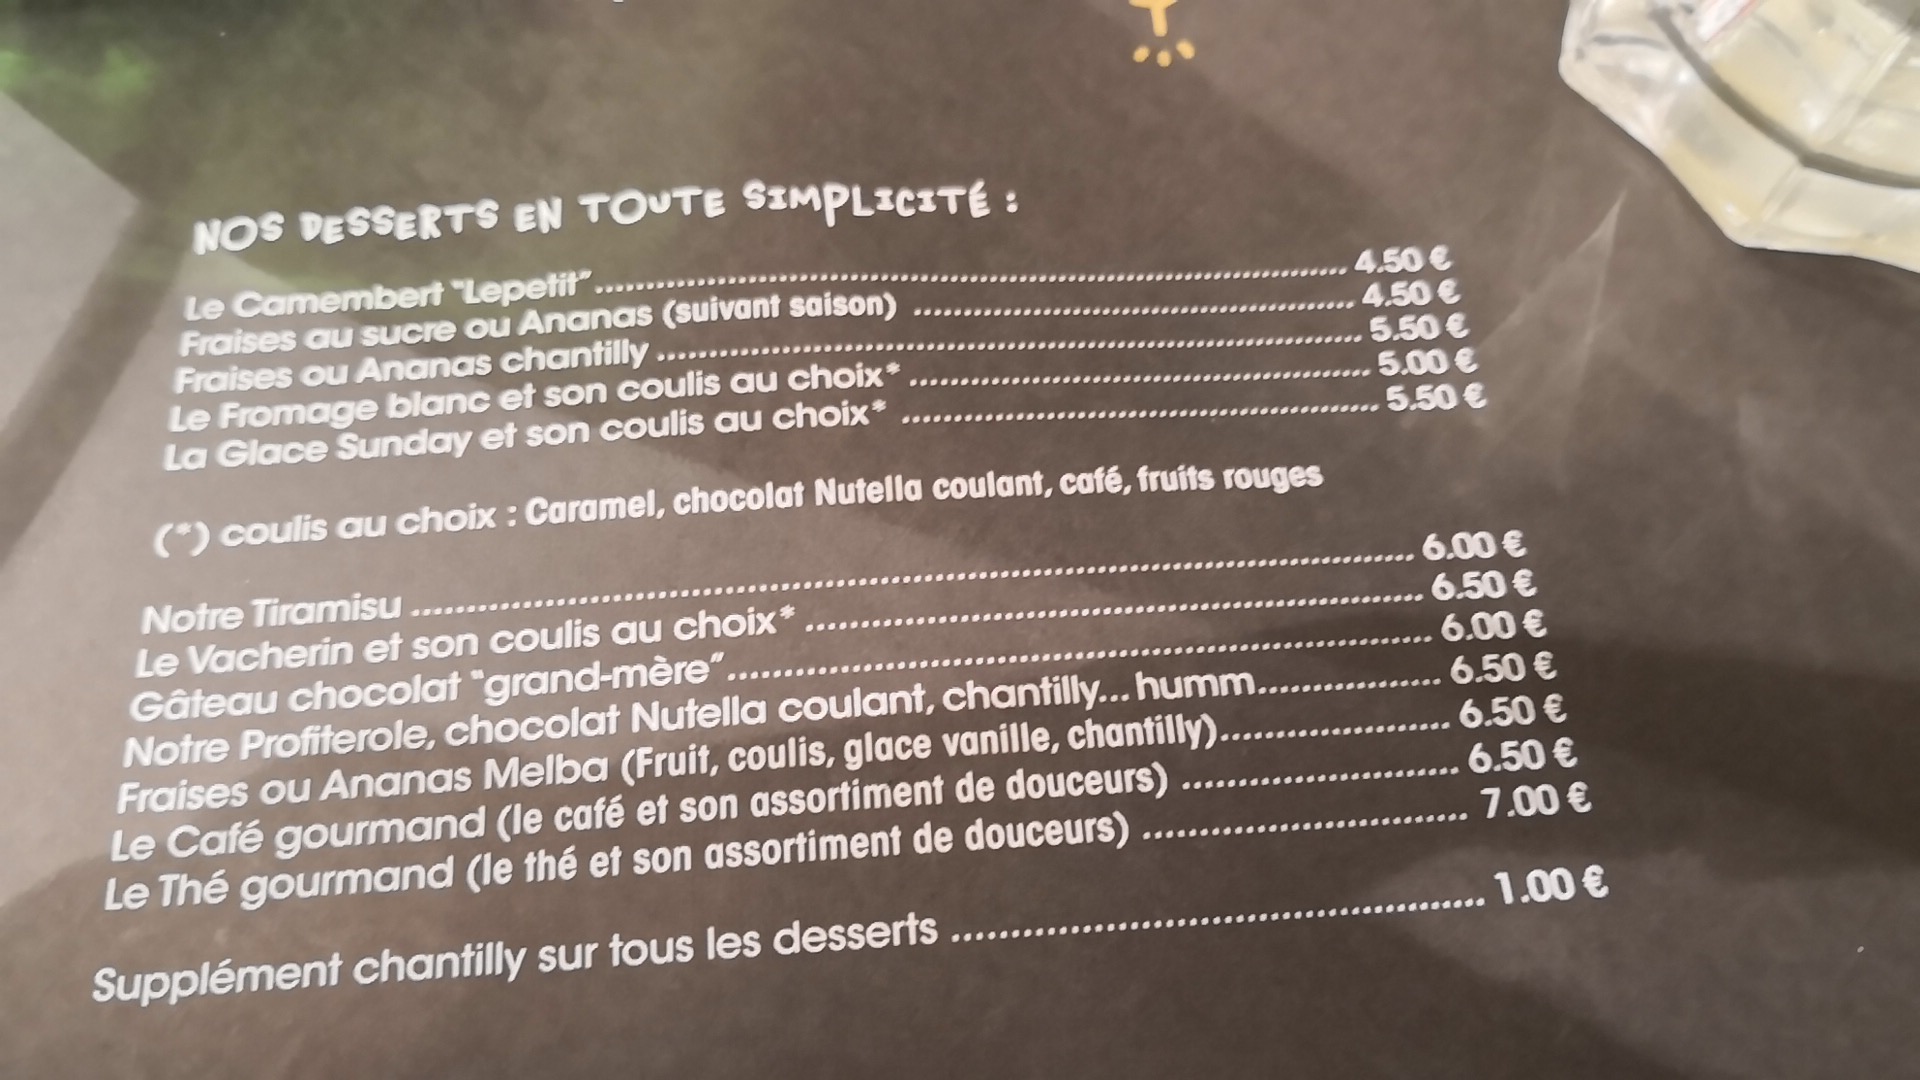 NOS DESSERTS EN TOUTE SIMPLICITÉ :
Le Camembert "Lepetit" ........ 4.50 €
Fraises au sucre ou Ananas (suivant saison) ........ 4.50 €
Fraises ou Ananas chantilly ........ 5.50 €
Le Fromage blanc et son coulis au choix* ........ 5.00 €
La Glace Sunday et son coulis au choix* ........ 5.50 €
(*) coulis au choix : Caramel, chocolat Nutella coulant, café, fruits rouges
Notre Tiramisu ........ 6.00 €
Le Vacherin et son coulis au choix* ........ 6.50 €
Gâteau chocolat "grand-mère" ........ 6.00 €
Notre Profiterole, chocolat Nutella coulant, chantilly... humm ........ 6.50 €
Fraises ou Ananas Melba (Fruit, coulis, glace vanille, chantilly) ........ 6.50 €
Le Café gourmand (le café et son assortiment de douceurs) ........ 6.50 €
Le Thé gourmand (le thé et son assortiment de douceurs) ........ 7.00 €
Supplément chantilly sur tous les desserts ........ 1.00 €